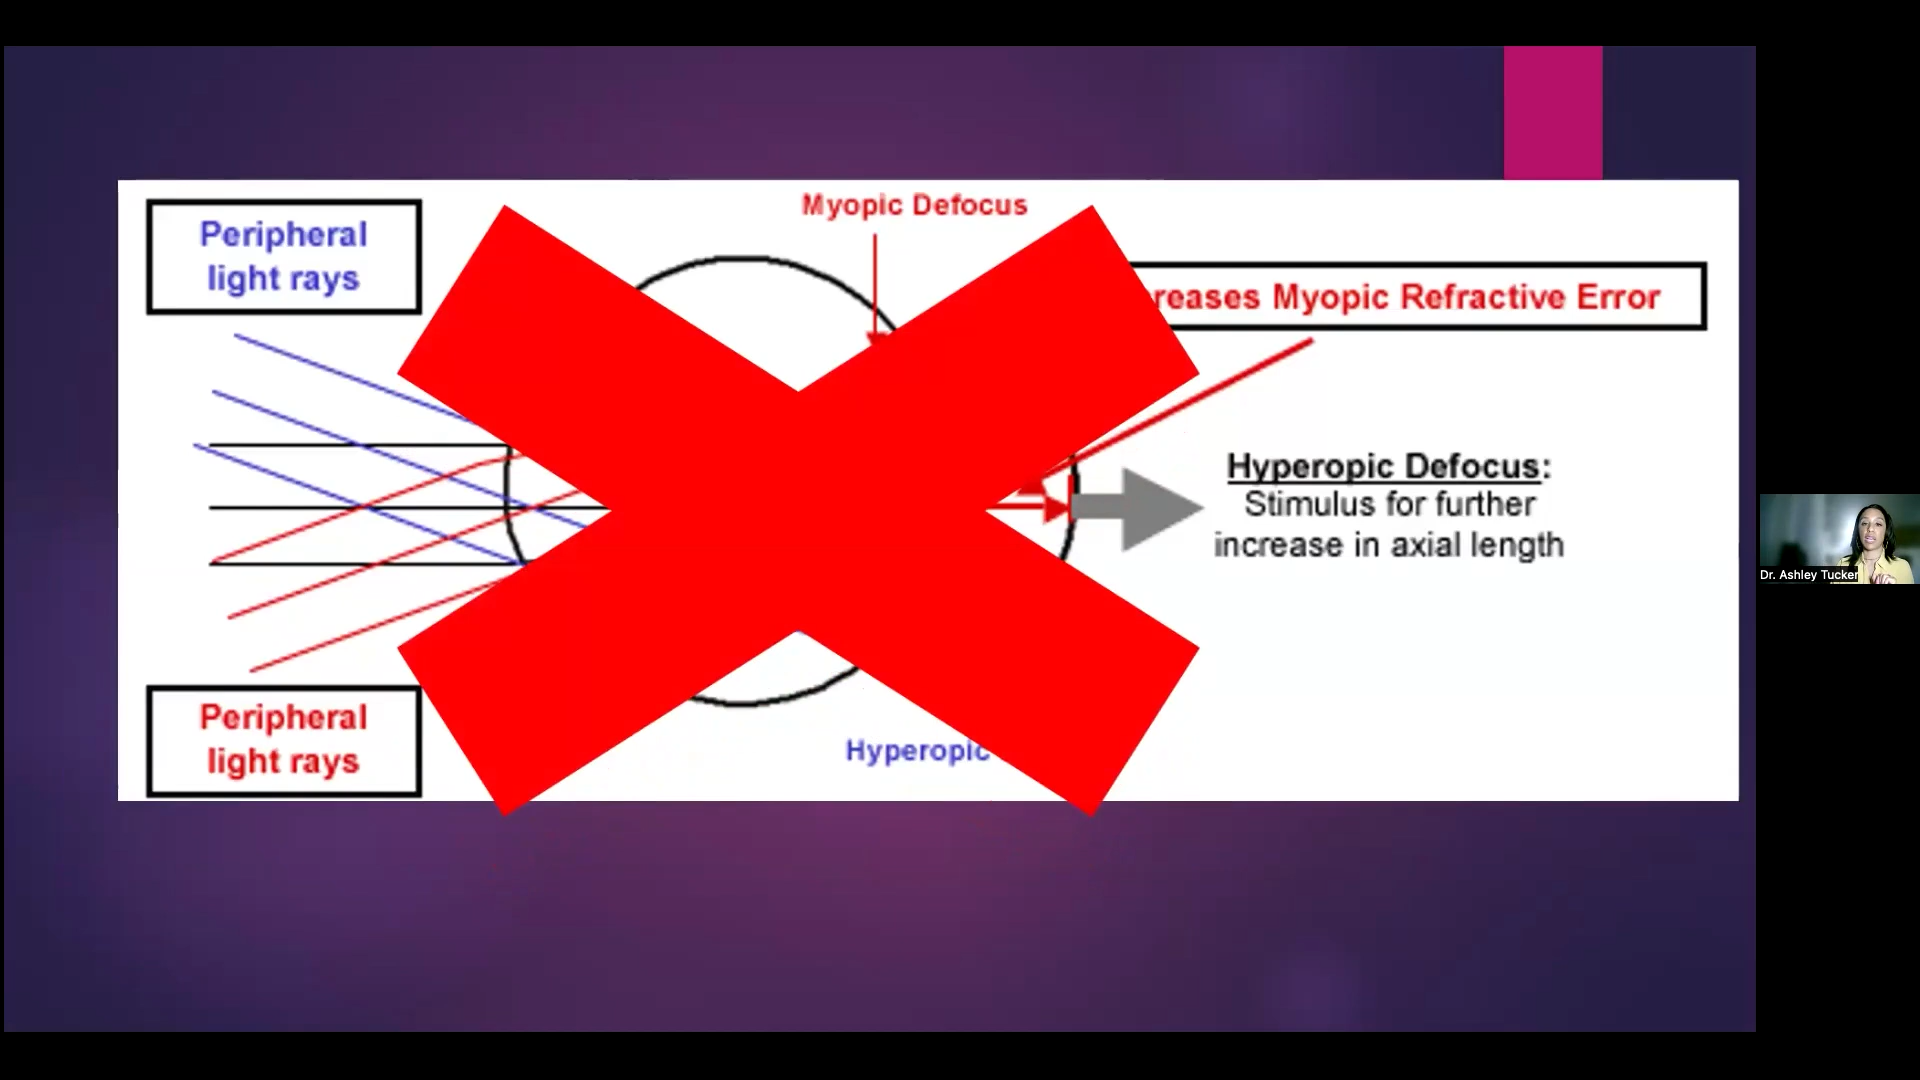 Peripheral
light rays
Myopic Defocus
reases Myopic Refractive Error
Hyperopic Defocus:
Stimulus for further
increase in axial length
Peripheral
light rays
Hyperopic
Dr. Ashley Tucker